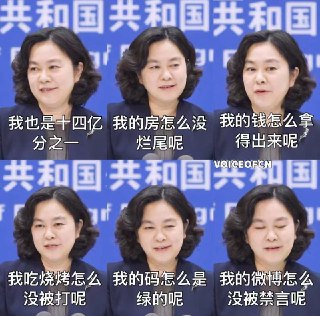 共和国
共和国
共和国
我也是十四亿
分之一
我的房怎么没
烂尾呢
我的钱怎么拿
得出来呢
VOICEOFCN
共和国
共和国
共和国
我吃烧烤怎么
没被打呢
我的码怎么是
绿的呢
我的微博怎么
没被禁言呢